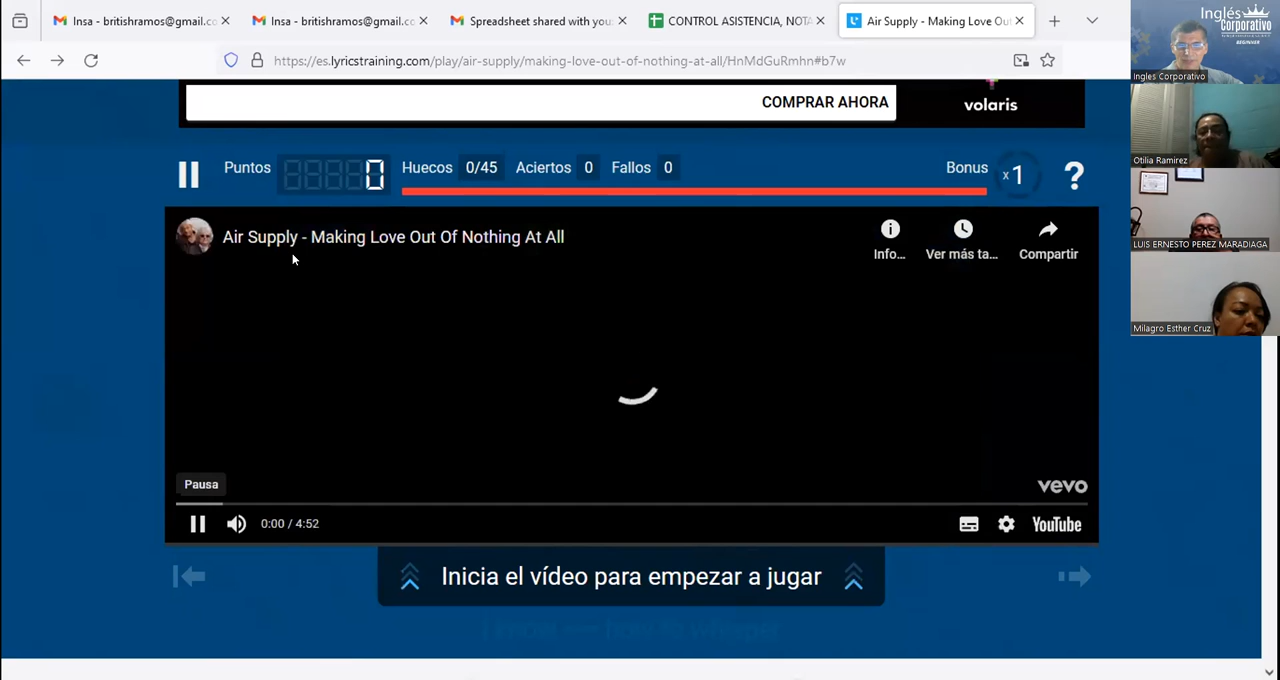 Insa - britishramos@gmail.co
Insa - britishramos@gmail.co
Spreadsheet shared with you
CONTROL ASISTENCIA, NOTA
Air Supply - Making Love Out
https://es.lyricstraining.com/play/air-supply/making-love-out-of-nothing-at-all/HnMdGuRmhn#b7w
COMPRAR AHORA
volaris
Puntos
0
Huecos 0/45
Aciertos 0
Fallos 0
Bonus
x1
?
Air Supply - Making Love Out Of Nothing At All
Info...
Ver más ta...
Compartir
Pausa
vevo
0:00 / 4:52
YouTube
Inicia el vídeo para empezar a jugar
Inglés
Corporativo
BEGINNER
Ingles Corporativo
Otilia Ramirez
LUIS ERNESTO PEREZ MARADIAGA
Milagro Esther Cruz